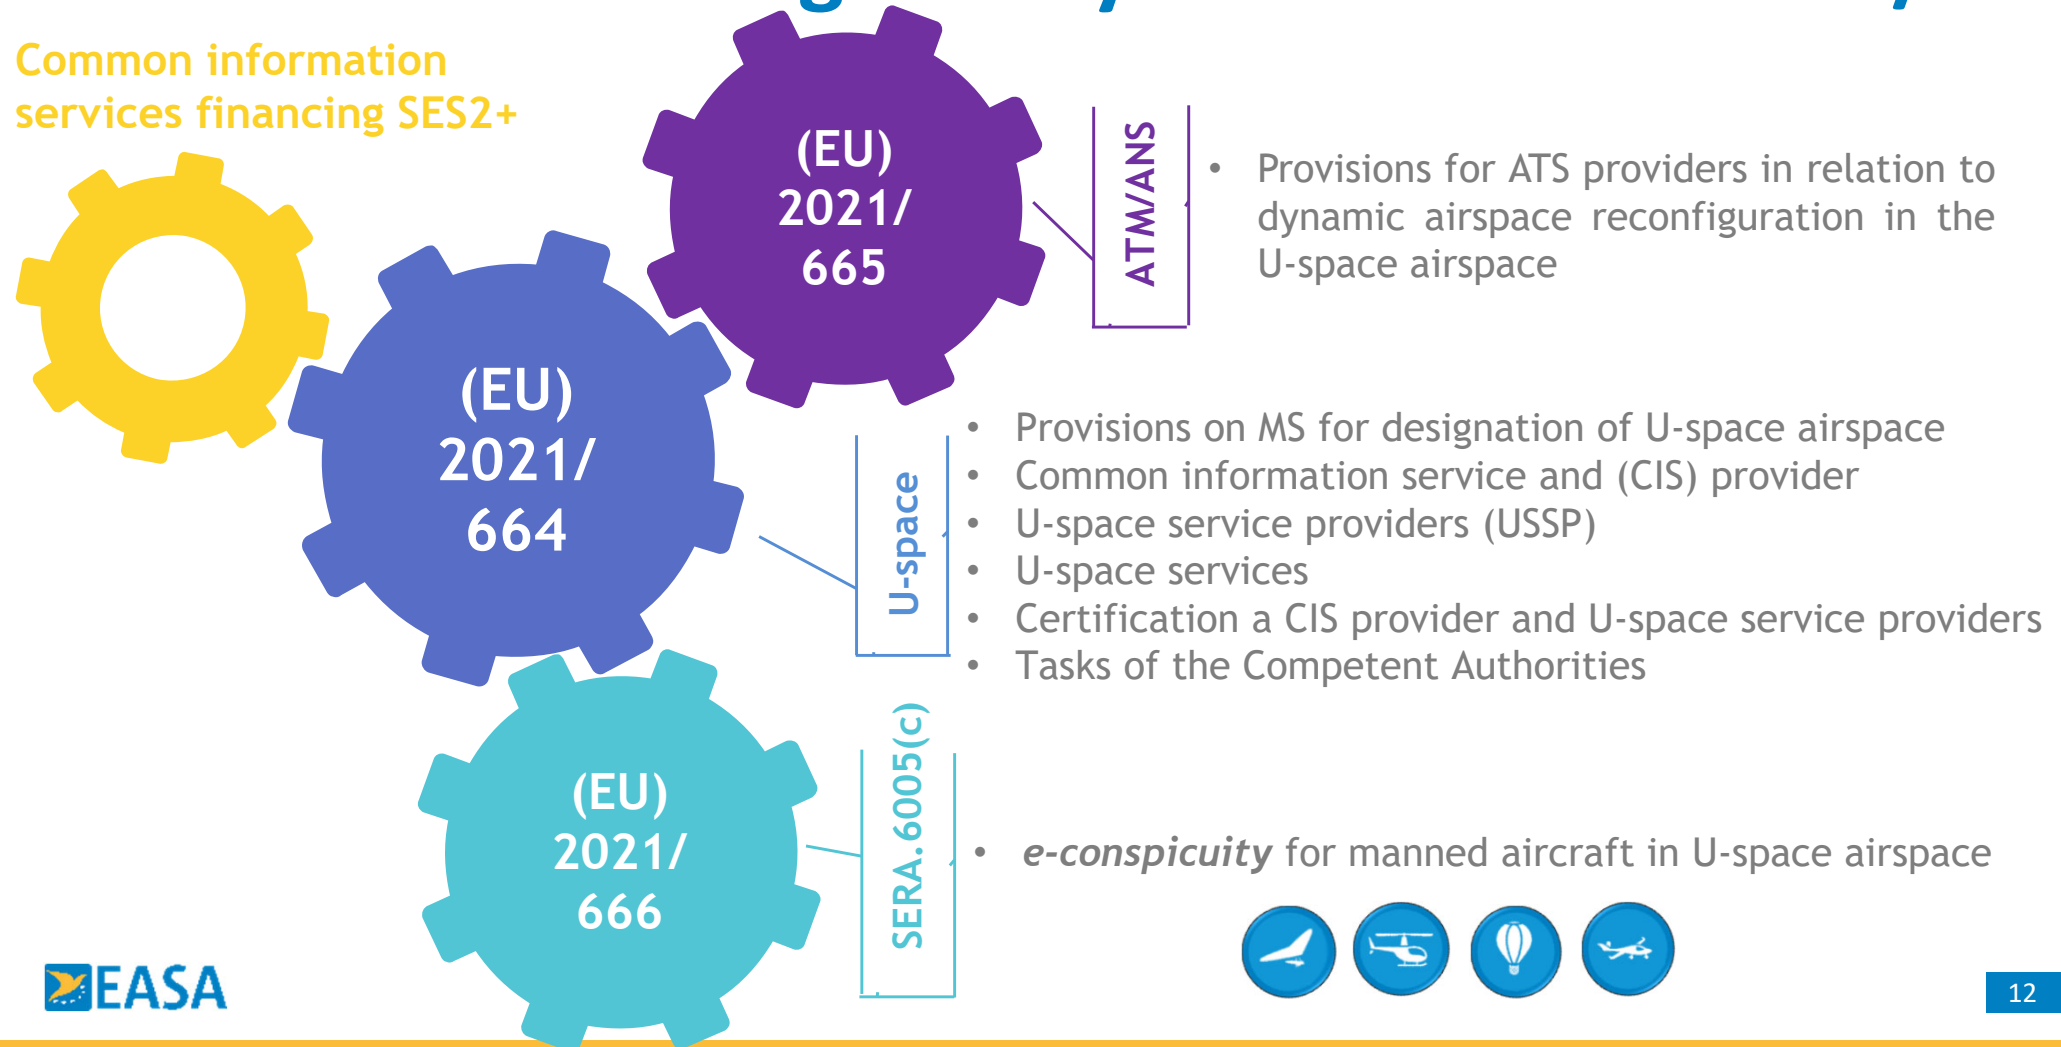 Common information
services financing SES2+
(EU)
2021/
665
ATM/ANS
• Provisions for ATS providers in relation to
dynamic airspace reconfiguration in the
U-space airspace
(EU)
2021/
664
U-space
• Provisions on MS for designation of U-space airspace
• Common information service and (CIS) provider
• U-space service providers (USSP)
• U-space services
• Certification a CIS provider and U-space service providers
• Tasks of the Competent Authorities
(EU)
2021/
666
SERA.6005(c)
• e-conspicuity for manned aircraft in U-space airspace
EASA
12